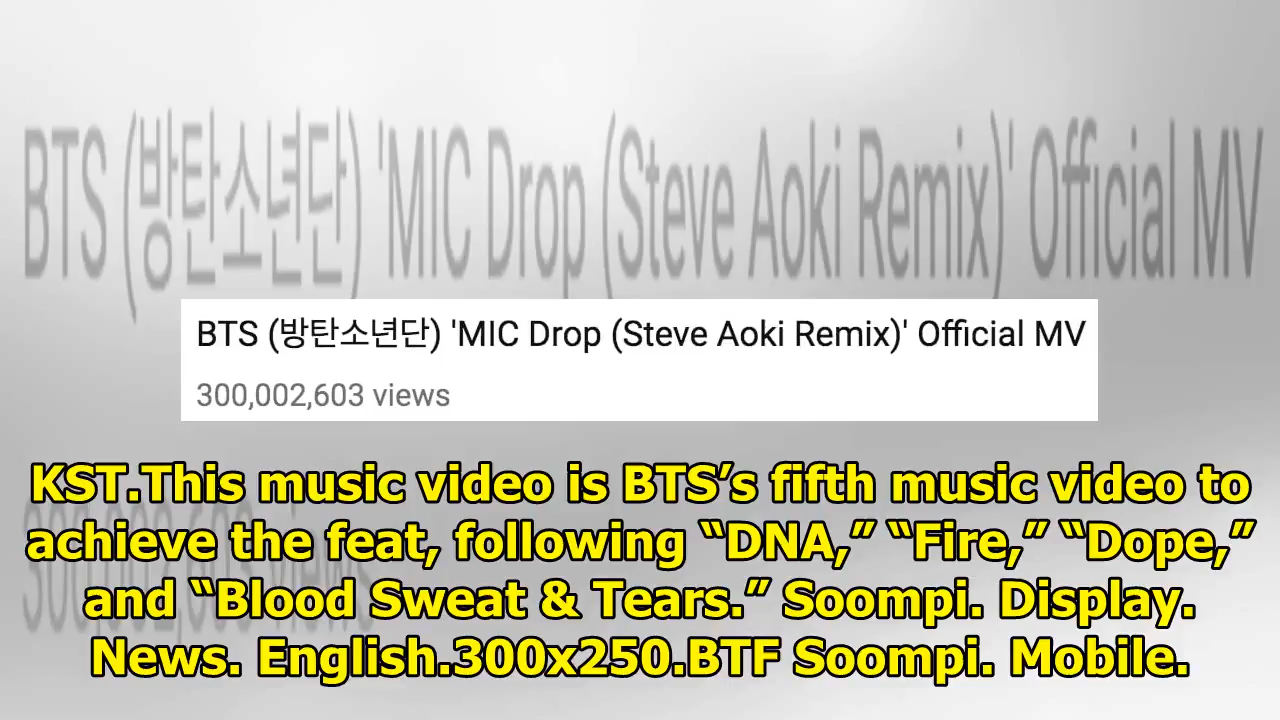 BTS (방탄소년단) 'MIC Drop (Steve Aoki Remix)' Official MV
BTS (방탄소년단) 'MIC Drop (Steve Aoki Remix)' Official MV
300,002,603 views
KST.This music video is BTS’s fifth music video to
achieve the feat, following “DNA,” “Fire,” “Dope,”
and “Blood Sweat & Tears.” Soompi. Display.
News. English.300x250.BTF Soompi. Mobile.